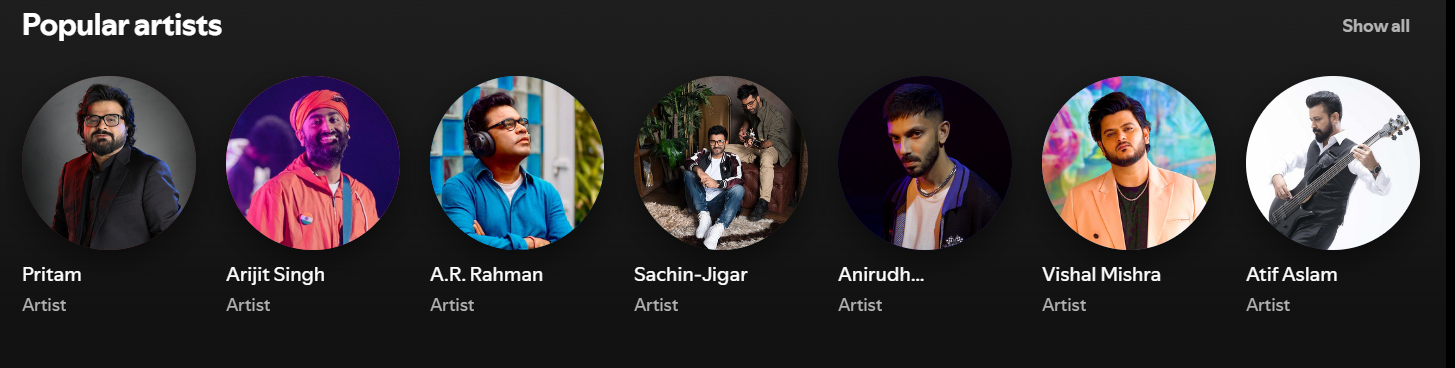 Popular artists
Show all
Pritam
Artist
Arijit Singh
Artist
A.R. Rahman
Artist
Sachin-Jigar
Artist
Anirudh...
Artist
Vishal Mishra
Artist
Atif Aslam
Artist